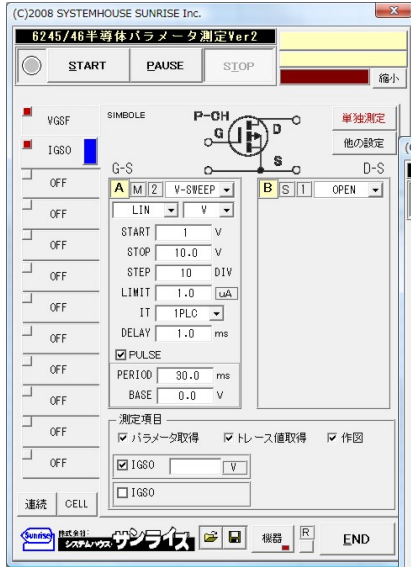 (C)2008 SYSTEMHOUSE SUNRISE Inc.
6245/46半導体パラメータ測定Ver2
START PAUSE STOP
縮小
VGSF
IGSO
OFF
OFF
OFF
OFF
OFF
OFF
OFF
OFF
OFF
OFF
連続 CELL
SIMBOLE P-CH G D S
単独測定
他の設定
G-S D-S
A M 2 V-SWEEP
B S 1 OPEN
LIN V
START 1 V
STOP 10.0 V
STEP 10 DIV
LIMIT 1.0 uA
IT 1PLC
DELAY 1.0 ms
PULSE
PERIOD 30.0 ms
BASE 0.0 V
測定項目
パラメータ取得 トレース値取得 作図
IGSO V
IGSO
Sunrise 株式会社 システムハウス サンライズ 機器 R END